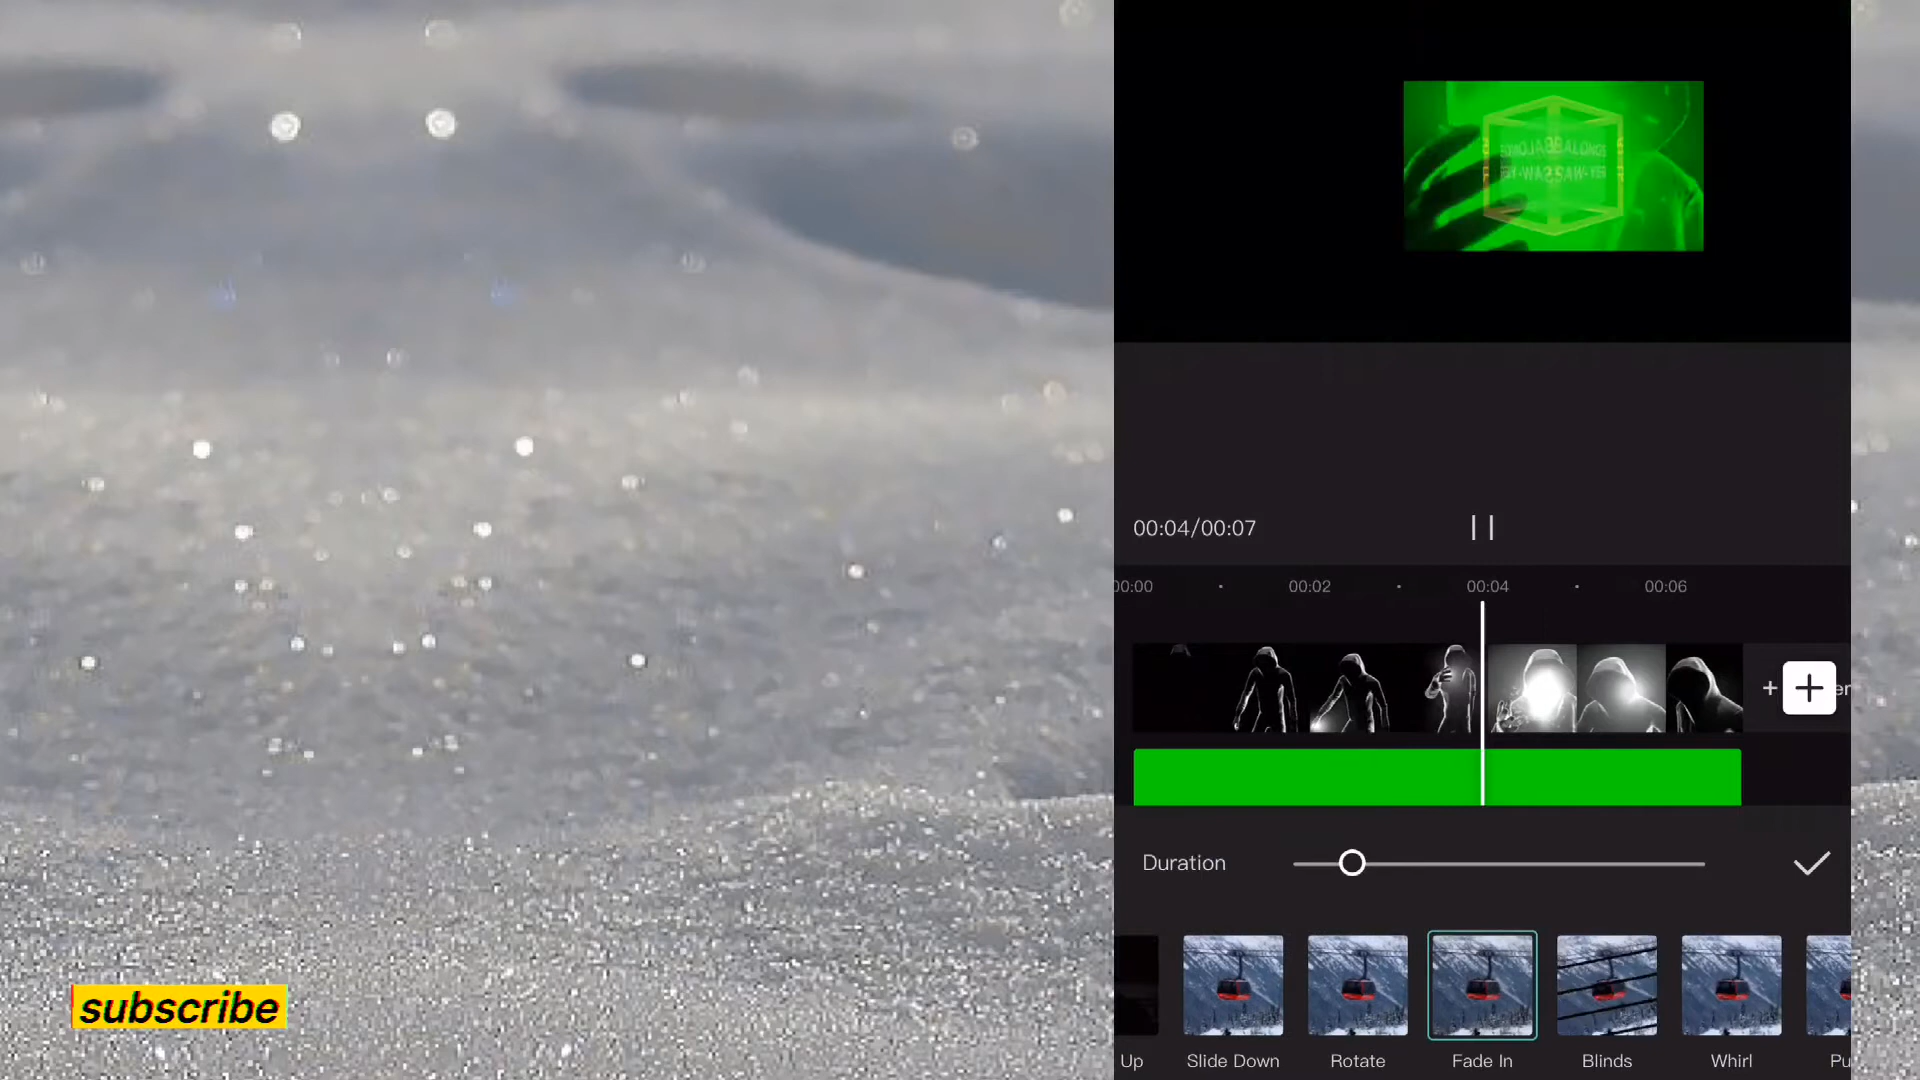 00:04/00:07
00:00
00:02
00:04
00:06
+
Duration
Up
Slide Down
Rotate
Fade In
Blinds
Whirl
Pu
subscribe